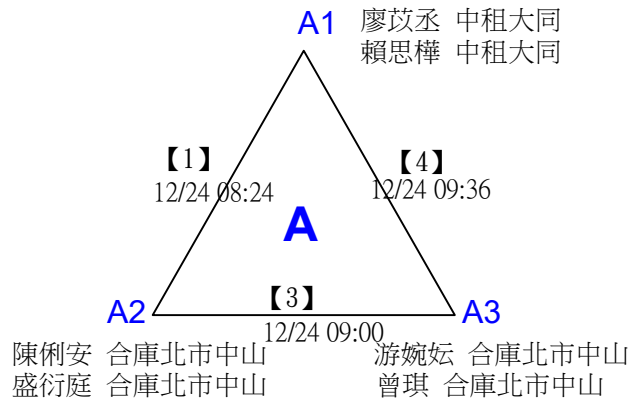 A1
廖苡丞 中租大同
賴思樺 中租大同
【1】
12/24 08:24
【4】
12/24 09:36
A
【3】
12/24 09:00
A2
陳俐安 合庫北市中山
盛衍庭 合庫北市中山
A3
游婉妘 合庫北市中山
曾琪 合庫北市中山